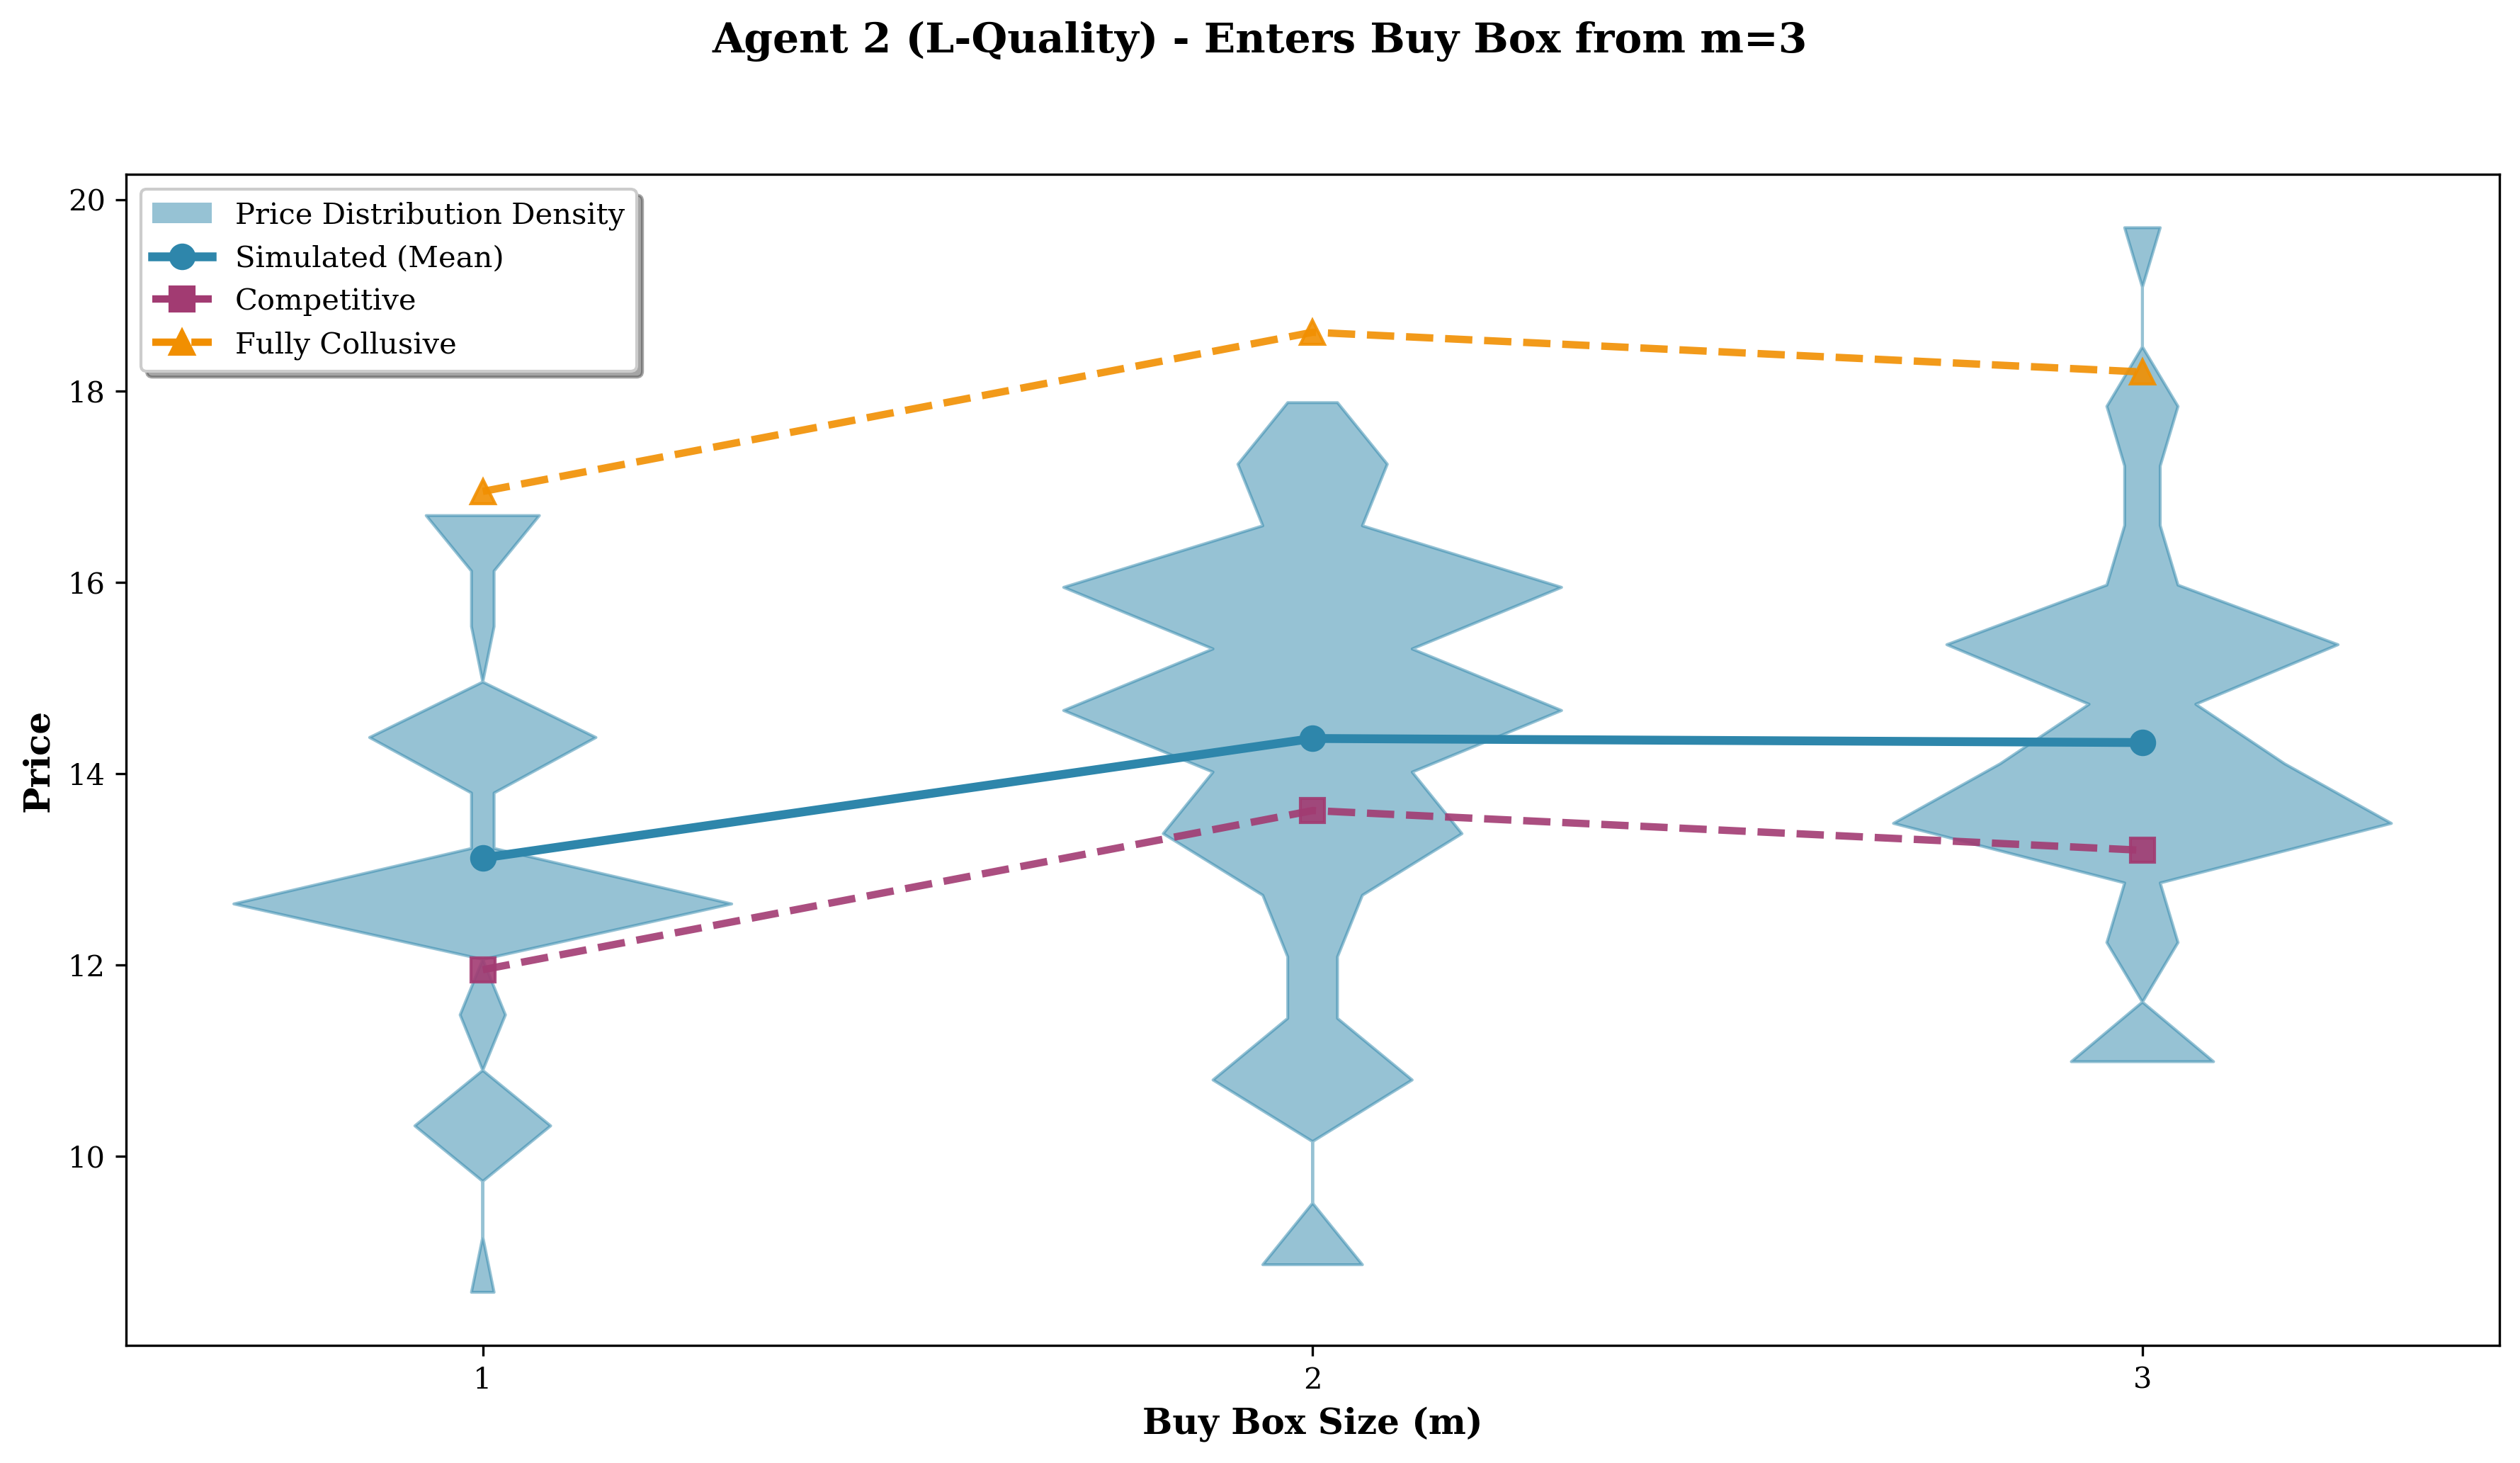 Agent 2 (L-Quality) - Enters Buy Box from m=3
20
18
16
14
12
10
Price
Price Distribution Density
Simulated (Mean)
Competitive
Fully Collusive
1
2
3
Buy Box Size (m)